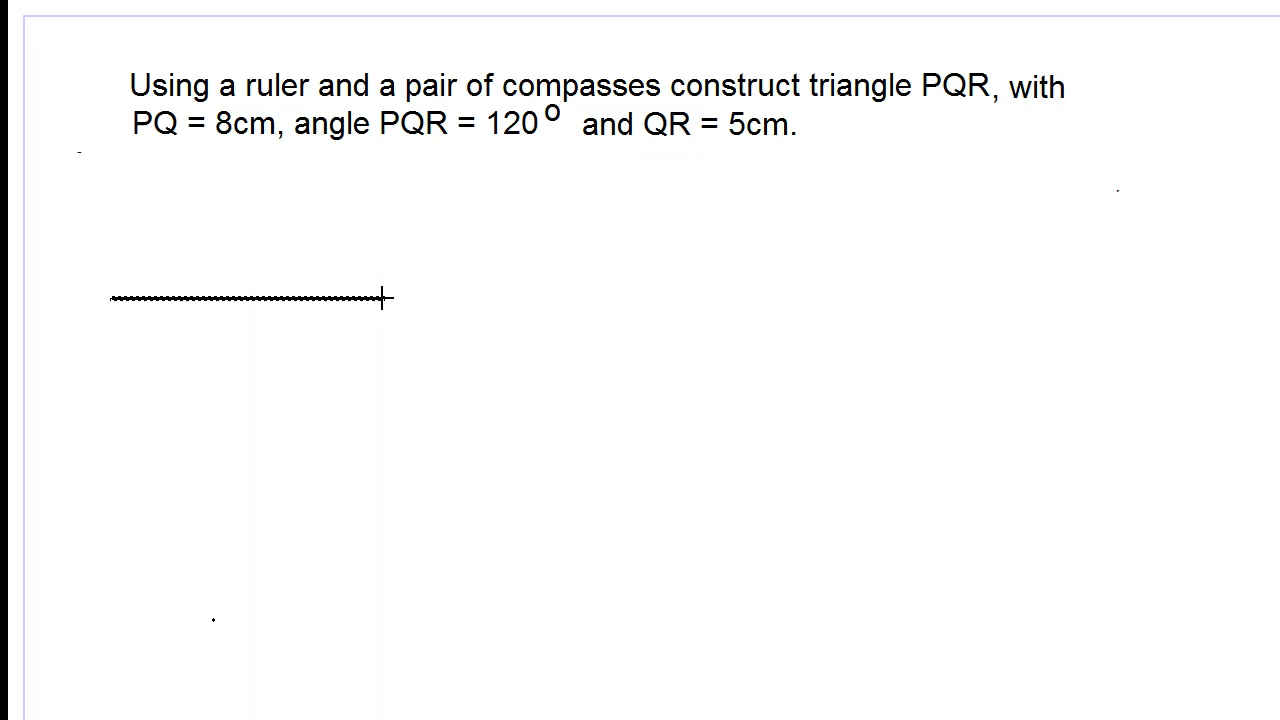 Using a ruler and a pair of compasses construct triangle PQR, with
PQ = 8cm, angle PQR = 120° and QR = 5cm.